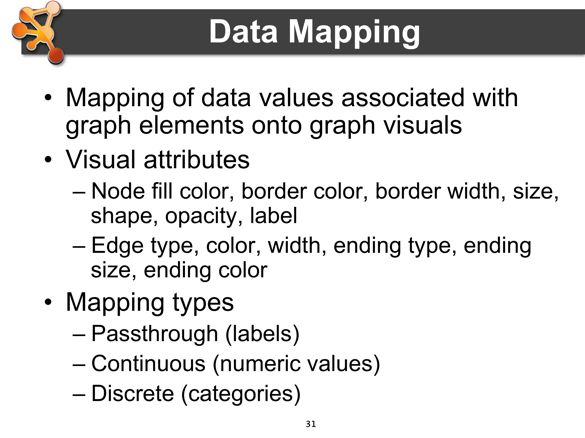 Data Mapping
• Mapping of data values associated with
graph elements onto graph visuals
• Visual attributes
– Node fill color, border color, border width, size,
shape, opacity, label
– Edge type, color, width, ending type, ending
size, ending color
• Mapping types
– Passthrough (labels)
– Continuous (numeric values)
– Discrete (categories)
31